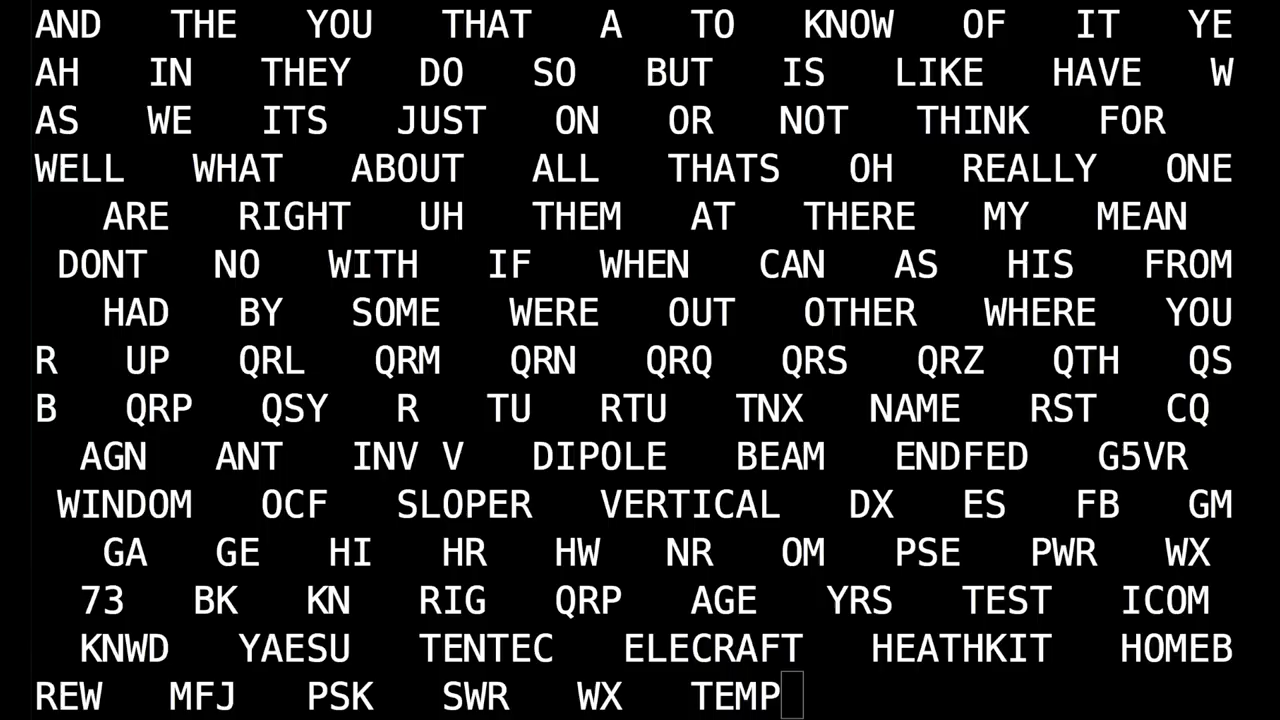 AND THE YOU THAT A TO KNOW OF IT YE
AH IN THEY DO SO BUT IS LIKE HAVE W
AS WE ITS JUST ON OR NOT THINK FOR
WELL WHAT ABOUT ALL THATS OH REALLY ONE
ARE RIGHT UH THEM AT THERE MY MEAN
DONT NO WITH IF WHEN CAN AS HIS FROM
HAD BY SOME WERE OUT OTHER WHERE YOU
R UP QRL QRM QRN QRQ QRS QRZ QTH QS
B QRP QSY R TU RTU TNX NAME RST CQ
AGN ANT INV V DIPOLE BEAM ENDFED G5VR
WINDOM OCF SLOPER VERTICAL DX ES FB GM
GA GE HI HR HW NR OM PSE PWR WX
73 BK KN RIG QRP AGE YRS TEST ICOM
KNWD YAESU TENTEC ELECRAFT HEATHKIT HOMEB
REW MFJ PSK SWR WX TEMP